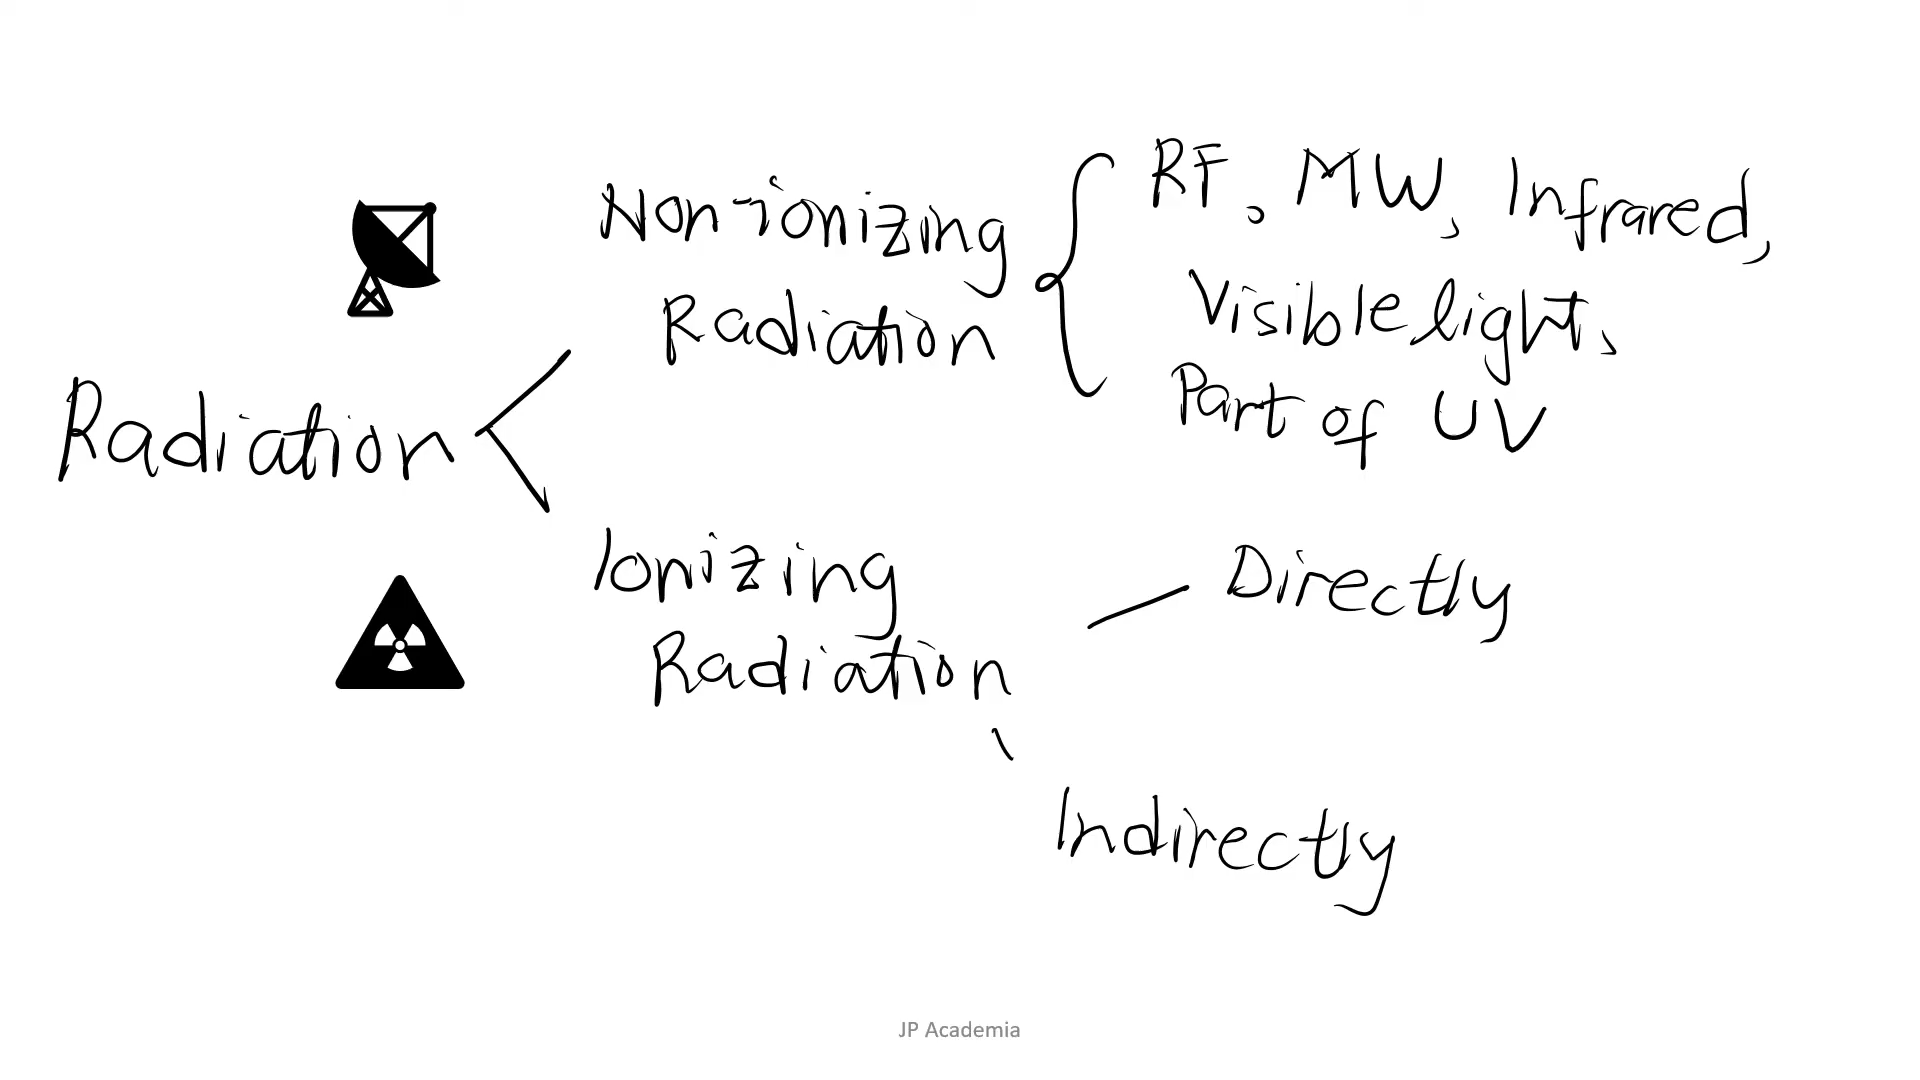 Radiation
Non-ionizing
Radiation
RF, MW, Infrared,
Visible light,
Part of UV
Ionizing
Radiation
Directly
Indirectly
JP Academia